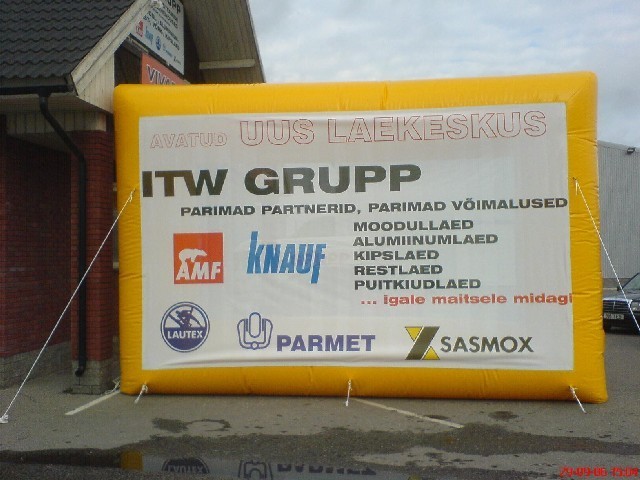 AVATUD UUS LAEKESKUS
ITW GRUPP
PARIMAD PARTNERID, PARIMAD VÕIMALUSED
MOODULLAED
ALUMIINUMLAED
KIPSLAED
RESTLAED
PUITKIUDLAED
... igale maitsele midagi
AMF
KNAUF
LAUTEX
PARMET
SASMOX